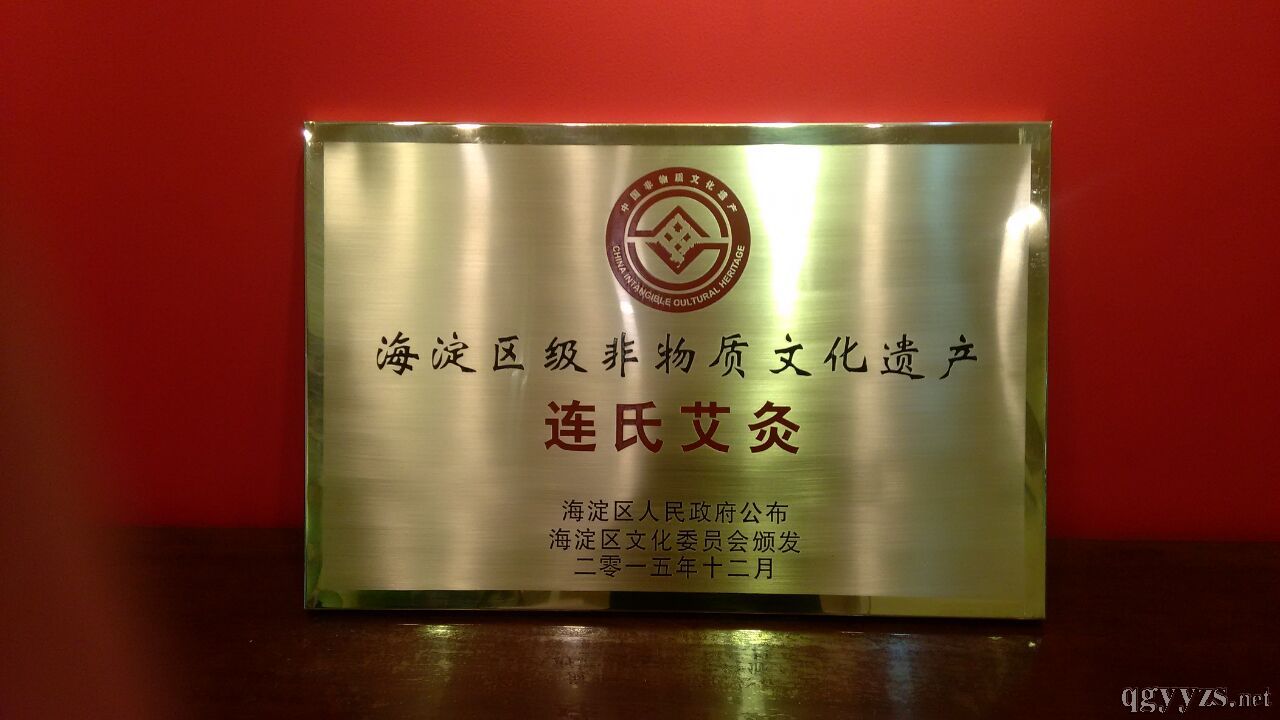 中国非物质文化遗产
CHINA INTANGIBLE CULTURAL HERITAGE
海淀区级非物质文化遗产
连氏艾灸
海淀区人民政府公布
海淀区文化委员会颁发
二零一五年十二月
qgyyzs.net